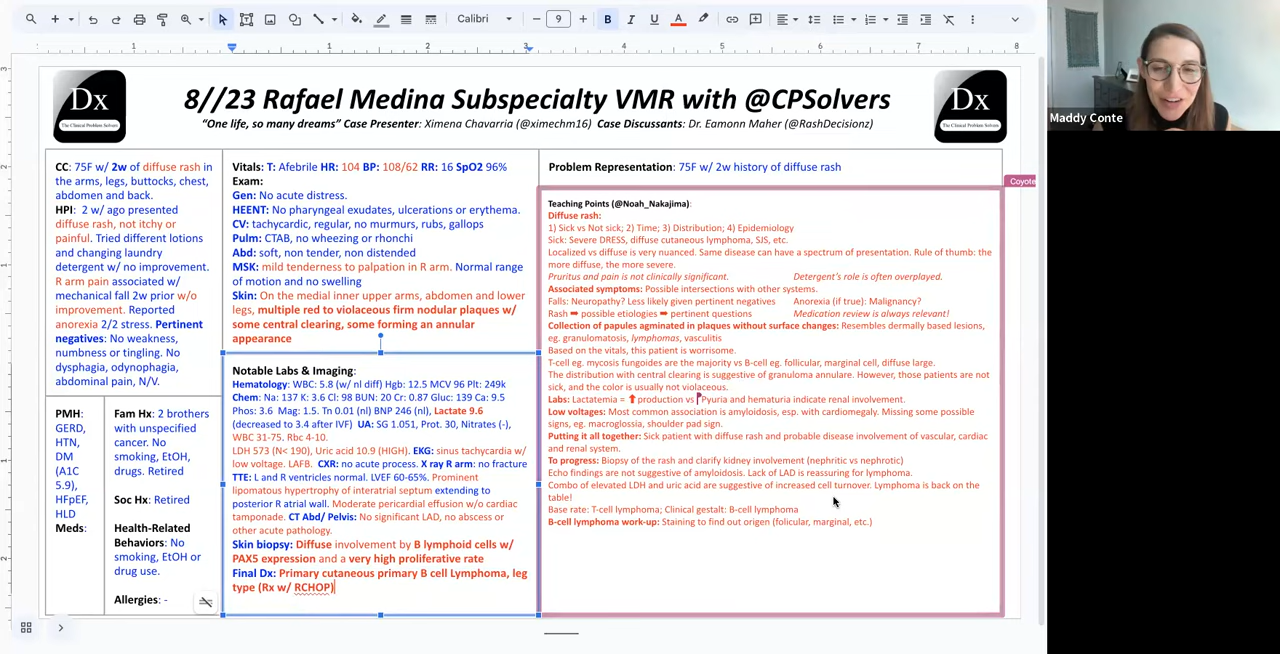 Calibri
9
B
I
U
A
1
1
2
4
5
6
7
8
3
2
1
1
2
Dx
The Clinical Problem Solvers
8//23 Rafael Medina Subspecialty VMR with @CPSolvers
“One life, so many dreams” Case Presenter: Ximena Chavarria (@ximechm16) Case Discussants: Dr. Eamonn Maher (@RashDecisionz)
Dx
The Clinical Problem Solvers
CC: 75F w/ 2w of diffuse rash in
the arms, legs, buttocks, chest,
abdomen and back.
HPI: 2 w/ ago presented
diffuse rash, not itchy or
painful. Tried different lotions
and changing laundry
detergent w/ no improvement.
R arm pain associated w/
mechanical fall 2w prior w/o
improvement. Reported
anorexia 2/2 stress. Pertinent
negatives: No weakness,
numbness or tingling. No
dysphagia, odynophagia,
abdominal pain, N/V.
PMH:
GERD,
HTN,
DM
(A1C
5.9),
HFpEF,
HLD
Meds:
Fam Hx: 2 brothers
with unspecified
cancer. No
smoking, EtOH,
drugs. Retired
Soc Hx: Retired
Health-Related
Behaviors: No
smoking, EtOH or
drug use.
Allergies: -
Vitals: T: Afebrile HR: 104 BP: 108/62 RR: 16 SpO2 96%
Exam:
Gen: No acute distress.
HEENT: No pharyngeal exudates, ulcerations or erythema.
CV: tachycardic, regular, no murmurs, rubs, gallops
Pulm: CTAB, no wheezing or rhonchi
Abd: soft, non tender, non distended
MSK: mild tenderness to palpation in R arm. Normal range
of motion and no swelling
Skin: On the medial inner upper arms, abdomen and lower
legs, multiple red to violaceous firm nodular plaques w/
some central clearing, some forming an annular
appearance
Notable Labs & Imaging:
Hematology: WBC: 5.8 (w/ nl diff) Hgb: 12.5 MCV 96 Plt: 249k
Chem: Na: 137 K: 3.6 Cl: 98 BUN: 20 Cr: 0.87 Gluc: 139 Ca: 9.5
Phos: 3.6 Mag: 1.5. Tn 0.01 (nl) BNP 246 (nl), Lactate 9.6
(decreased to 3.4 after IVF) UA: SG 1.051, Prot. 30, Nitrates (-),
WBC 31-75. Rbc 4-10.
LDH 573 (N< 190), Uric acid 10.9 (HIGH). EKG: sinus tachycardia w/
low voltage. LAFB. CXR: no acute process. X ray R arm: no fracture
TTE: L and R ventricles normal. LVEF 60-65%. Prominent
lipomatous hypertrophy of interatrial septum extending to
posterior R atrial wall. Moderate pericardial effusion w/o cardiac
tamponade. CT Abd/ Pelvis: No significant LAD, no abscess or
other acute pathology.
Skin biopsy: Diffuse involvement by B lymphoid cells w/
PAX5 expression and a very high proliferative rate
Final Dx: Primary cutaneous primary B cell Lymphoma, leg
type (Rx w/ RCHOP)
Problem Representation: 75F w/ 2w history of diffuse rash
Coyote
Teaching Points (@Noah_Nakajima):
Diffuse rash:
1) Sick vs Not sick; 2) Time; 3) Distribution; 4) Epidemiology
Sick: Severe DRESS, diffuse cutaneous lymphoma, SJS, etc.
Localized vs diffuse is very nuanced. Same disease can have a spectrum of presentation. Rule of thumb: the
more diffuse, the more severe.
Pruritus and pain is not clinically significant. Detergent’s role is often overplayed.
Associated symptoms: Possible intersections with other systems.
Falls: Neuropathy? Less likely given pertinent negatives Anorexia (if true): Malignancy?
Rash ➡ possible etiologies ➡ pertinent questions Medication review is always relevant!
Collection of papules agminated in plaques without surface changes: Resembles dermally based lesions,
eg. granulomatosis, lymphomas, vasculitis
Based on the vitals, this patient is worrisome.
T-cell eg. mycosis fungoides are the majority vs B-cell eg. follicular, marginal cell, diffuse large.
The distribution with central clearing is suggestive of granuloma annulare. However, those patients are not
sick, and the color is usually not violaceous.
Labs: Lactatemia = ⬆ production vs Pyuria and hematuria indicate renal involvement.
Low voltages: Most common association is amyloidosis, esp. with cardiomegaly. Missing some possible
signs, eg. macroglossia, shoulder pad sign.
Putting it all together: Sick patient with diffuse rash and probable disease involvement of vascular, cardiac
and renal system.
To progress: Biopsy of the rash and clarify kidney involvement (nephritic vs nephrotic)
Echo findings are not suggestive of amyloidosis. Lack of LAD is reassuring for lymphoma.
Combo of elevated LDH and uric acid are suggestive of increased cell turnover. Lymphoma is back on the
table!
Base rate: T-cell lymphoma; Clinical gestalt: B-cell lymphoma
B-cell lymphoma work-up: Staining to find out origen (folicular, marginal, etc.)
Maddy Conte